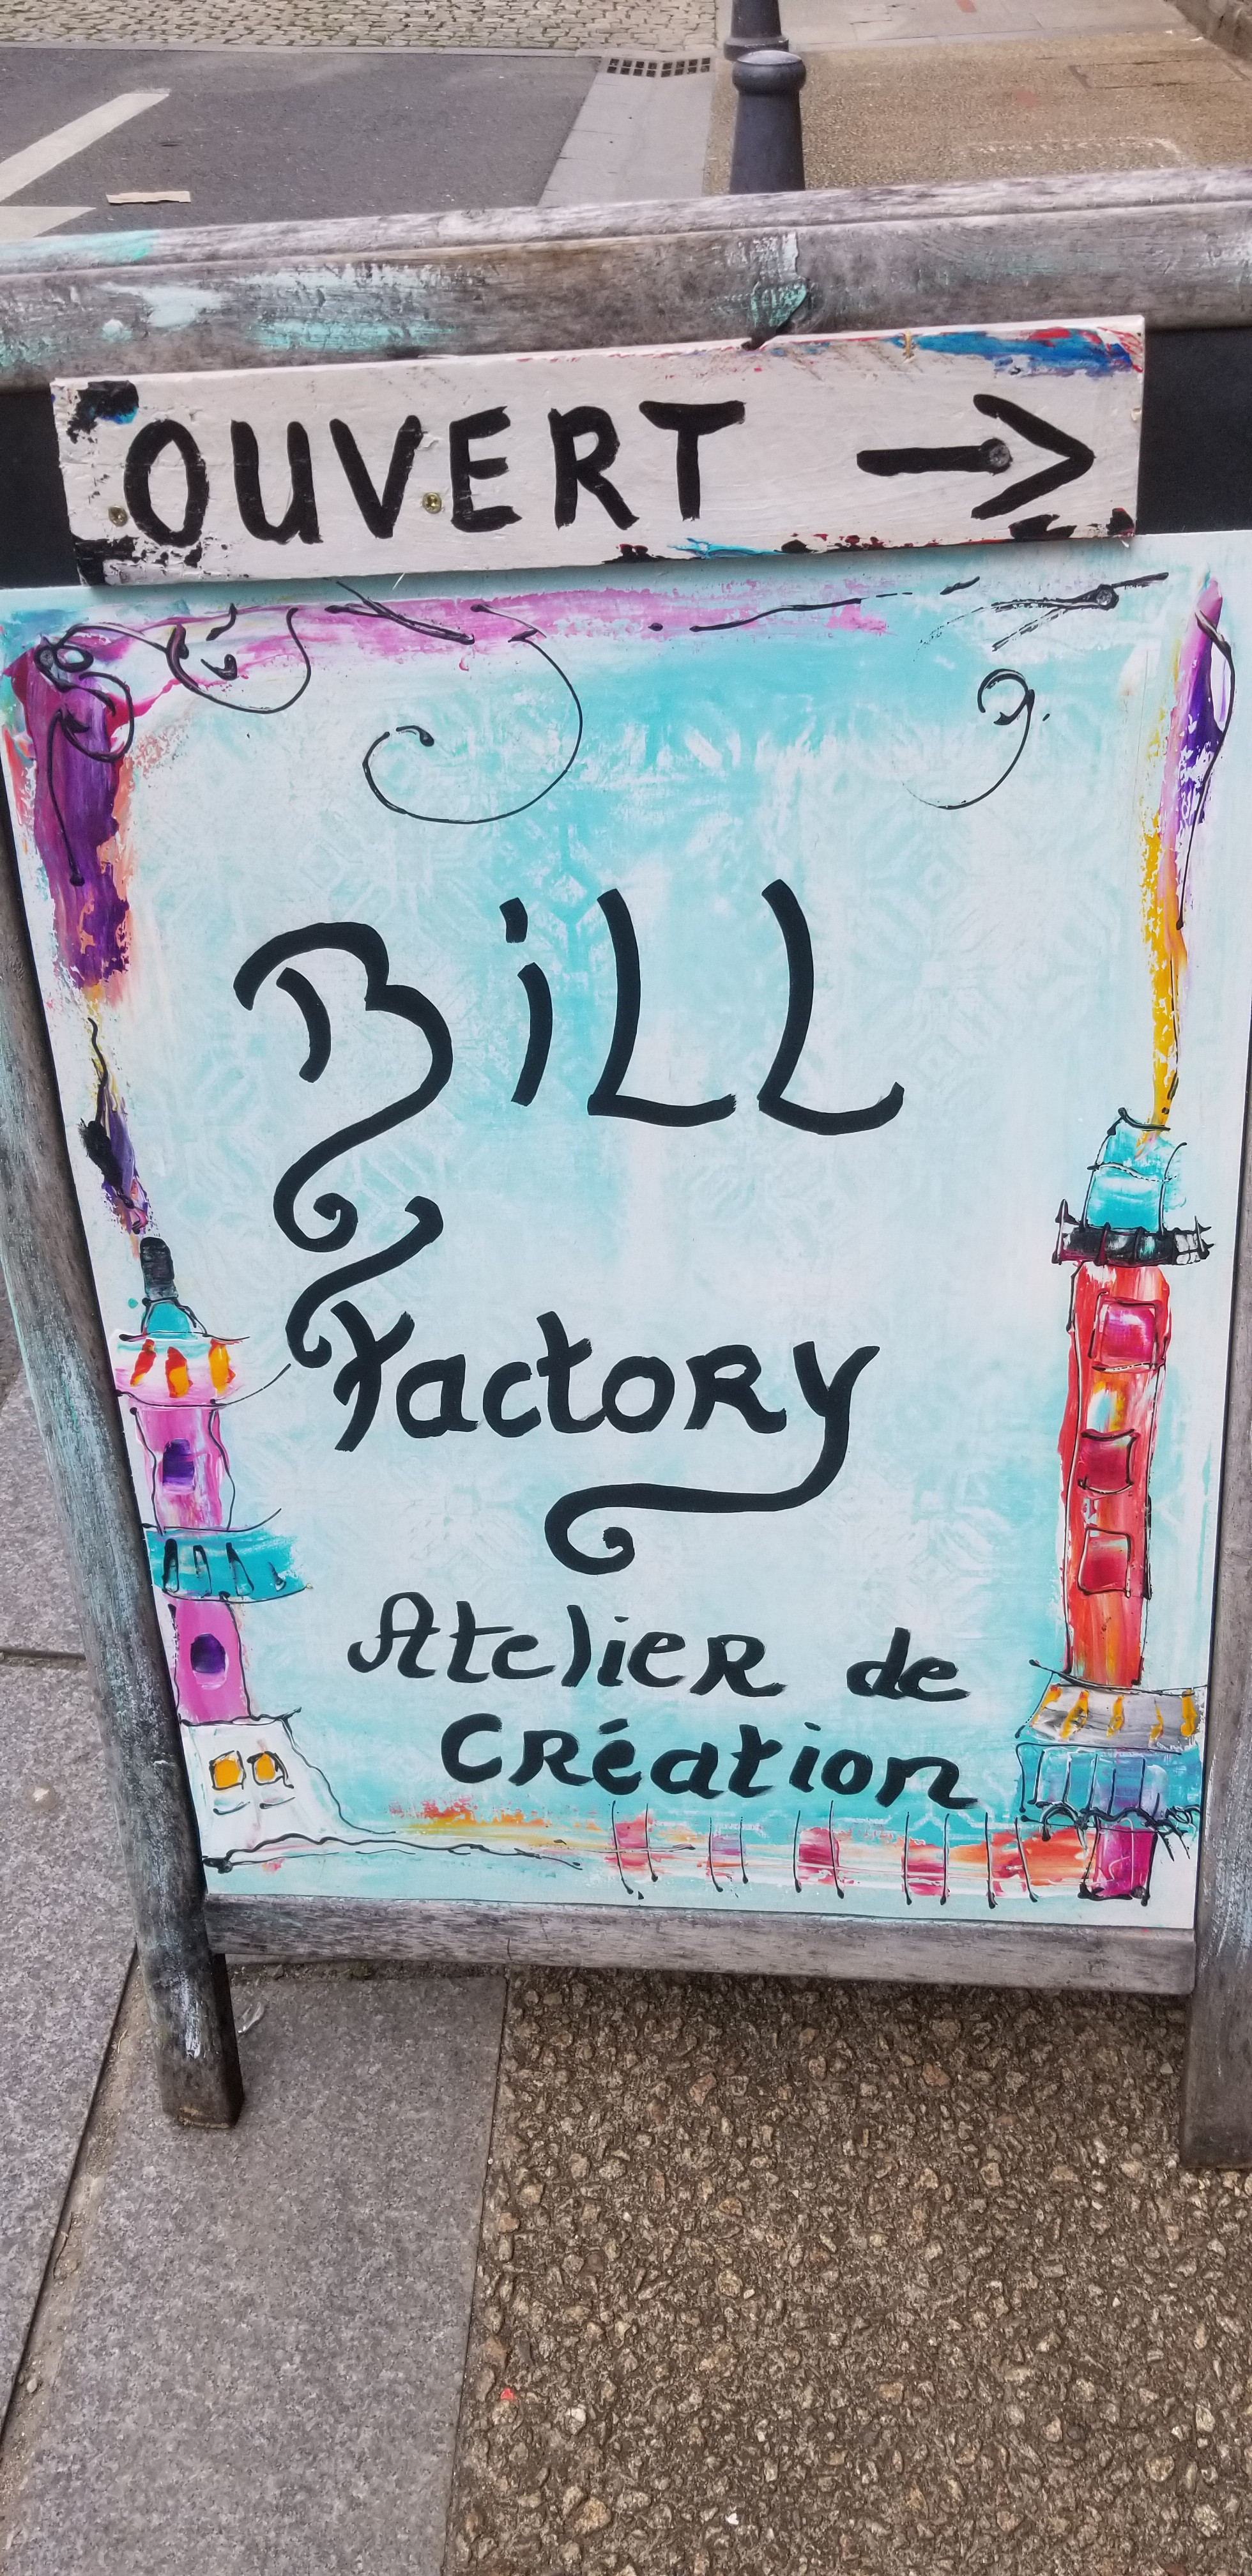 OUVERT →
BiLL
Factory
Atelier de
Création